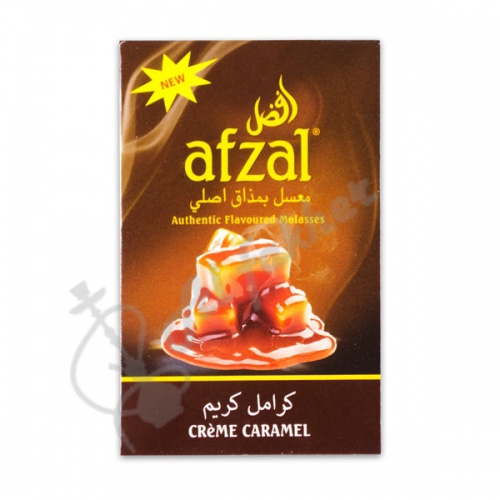 NEW
افضل
afzal®
معسل بمذاق اصلي
Authentic Flavoured Molasses
كرامل كريم
CRèME CARAMEL